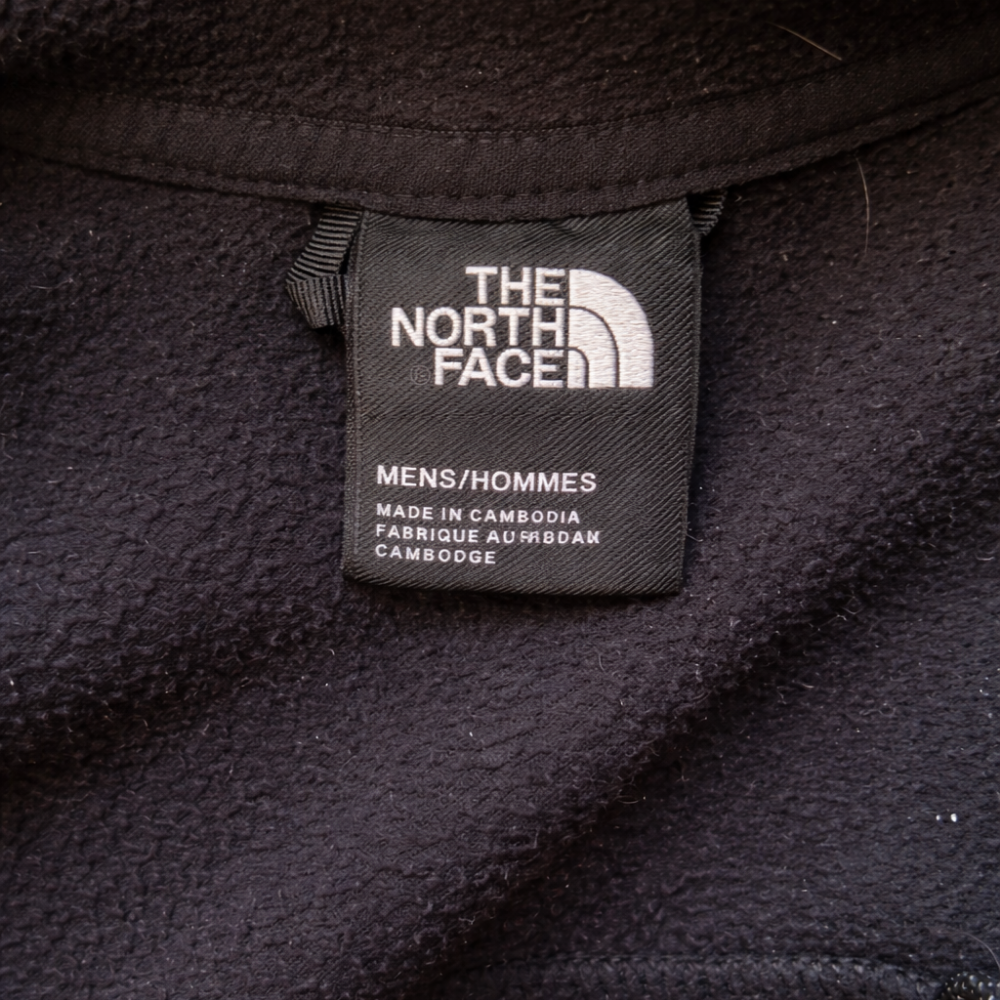 THE
NORTH
FACE
MENS/HOMMES
MADE IN CAMBODIA
FABRIQUE
CAMBODGE